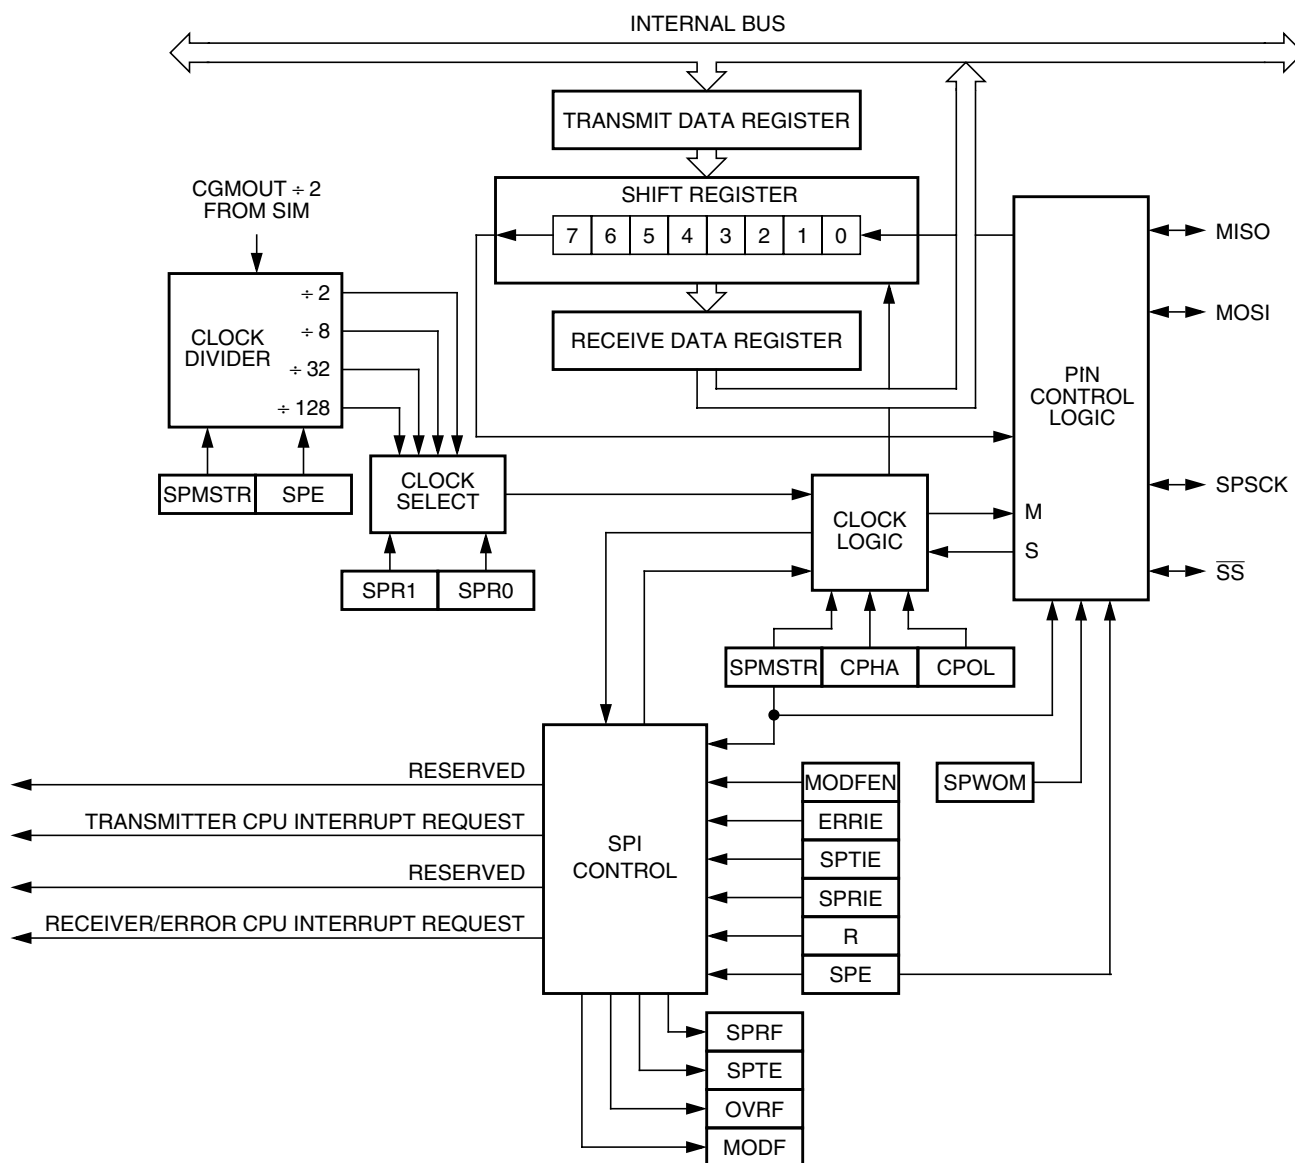 INTERNAL BUS
TRANSMIT DATA REGISTER
SHIFT REGISTER
7 6 5 4 3 2 1 0
RECEIVE DATA REGISTER
CGMOUT ÷ 2
FROM SIM
CLOCK
DIVIDER
÷ 2
÷ 8
÷ 32
÷ 128
SPMSTR SPE
CLOCK
SELECT
SPR1 SPR0
PIN
CONTROL
LOGIC
M
S
MISO
MOSI
SPSCK
S̅S̅
CLOCK
LOGIC
SPMSTR CPHA CPOL
SPWOM
RESERVED
TRANSMITTER CPU INTERRUPT REQUEST
RESERVED
RECEIVER/ERROR CPU INTERRUPT REQUEST
SPI
CONTROL
MODFEN
ERRIE
SPTIE
SPRIE
R
SPE
SPRF
SPTE
OVRF
MODF